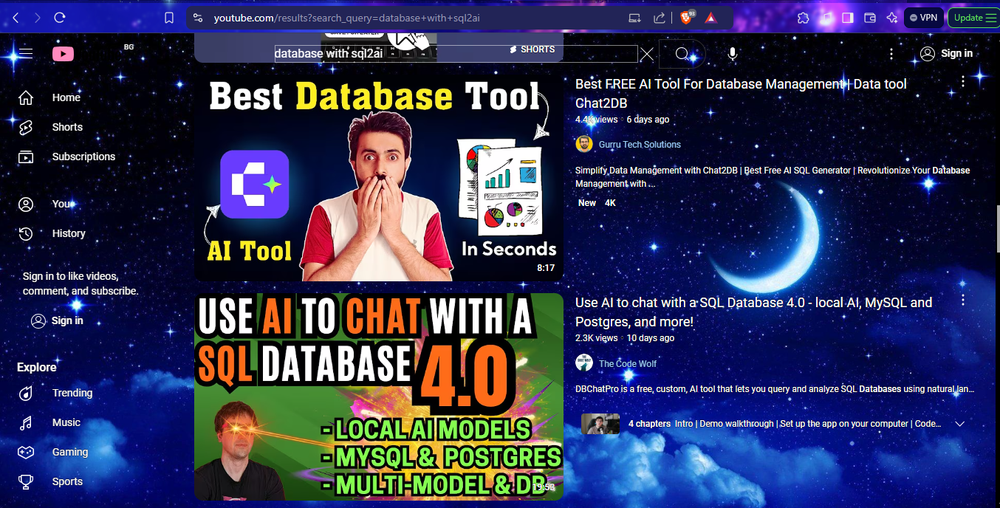 youtube.com/results?search_query=database+with+sql2ai
93
VPN
Update
BG
database with sql2ai
SHORTS
Sign in
Home
Shorts
Subscriptions
You
History
Sign in to like videos,
comment, and subscribe.
Sign in
Explore
Trending
Music
Gaming
Sports
Best Database Tool
AI Tool
In Seconds
8:17
Best FREE AI Tool For Database Management | Data tool
Chat2DB
4.4K views · 6 days ago
Gurru Tech Solutions
Simplify Data Management with Chat2DB | Best Free AI SQL Generator | Revolutionize Your Database
Management with ...
New 4K
USE AI TO CHAT WITH A
SQL DATABASE
4.0
- LOCAL AI MODELS
- MYSQL & POSTGRES
- MULTI-MODEL & DB
19:53
Use AI to chat with a SQL Database 4.0 - local AI, MySQL and
Postgres, and more!
2.3K views · 10 days ago
The Code Wolf
DBChatPro is a free, custom, AI tool that lets you query and analyze SQL Databases using natural lan...
4 chapters Intro | Demo walkthrough | Set up the app on your computer | Code...